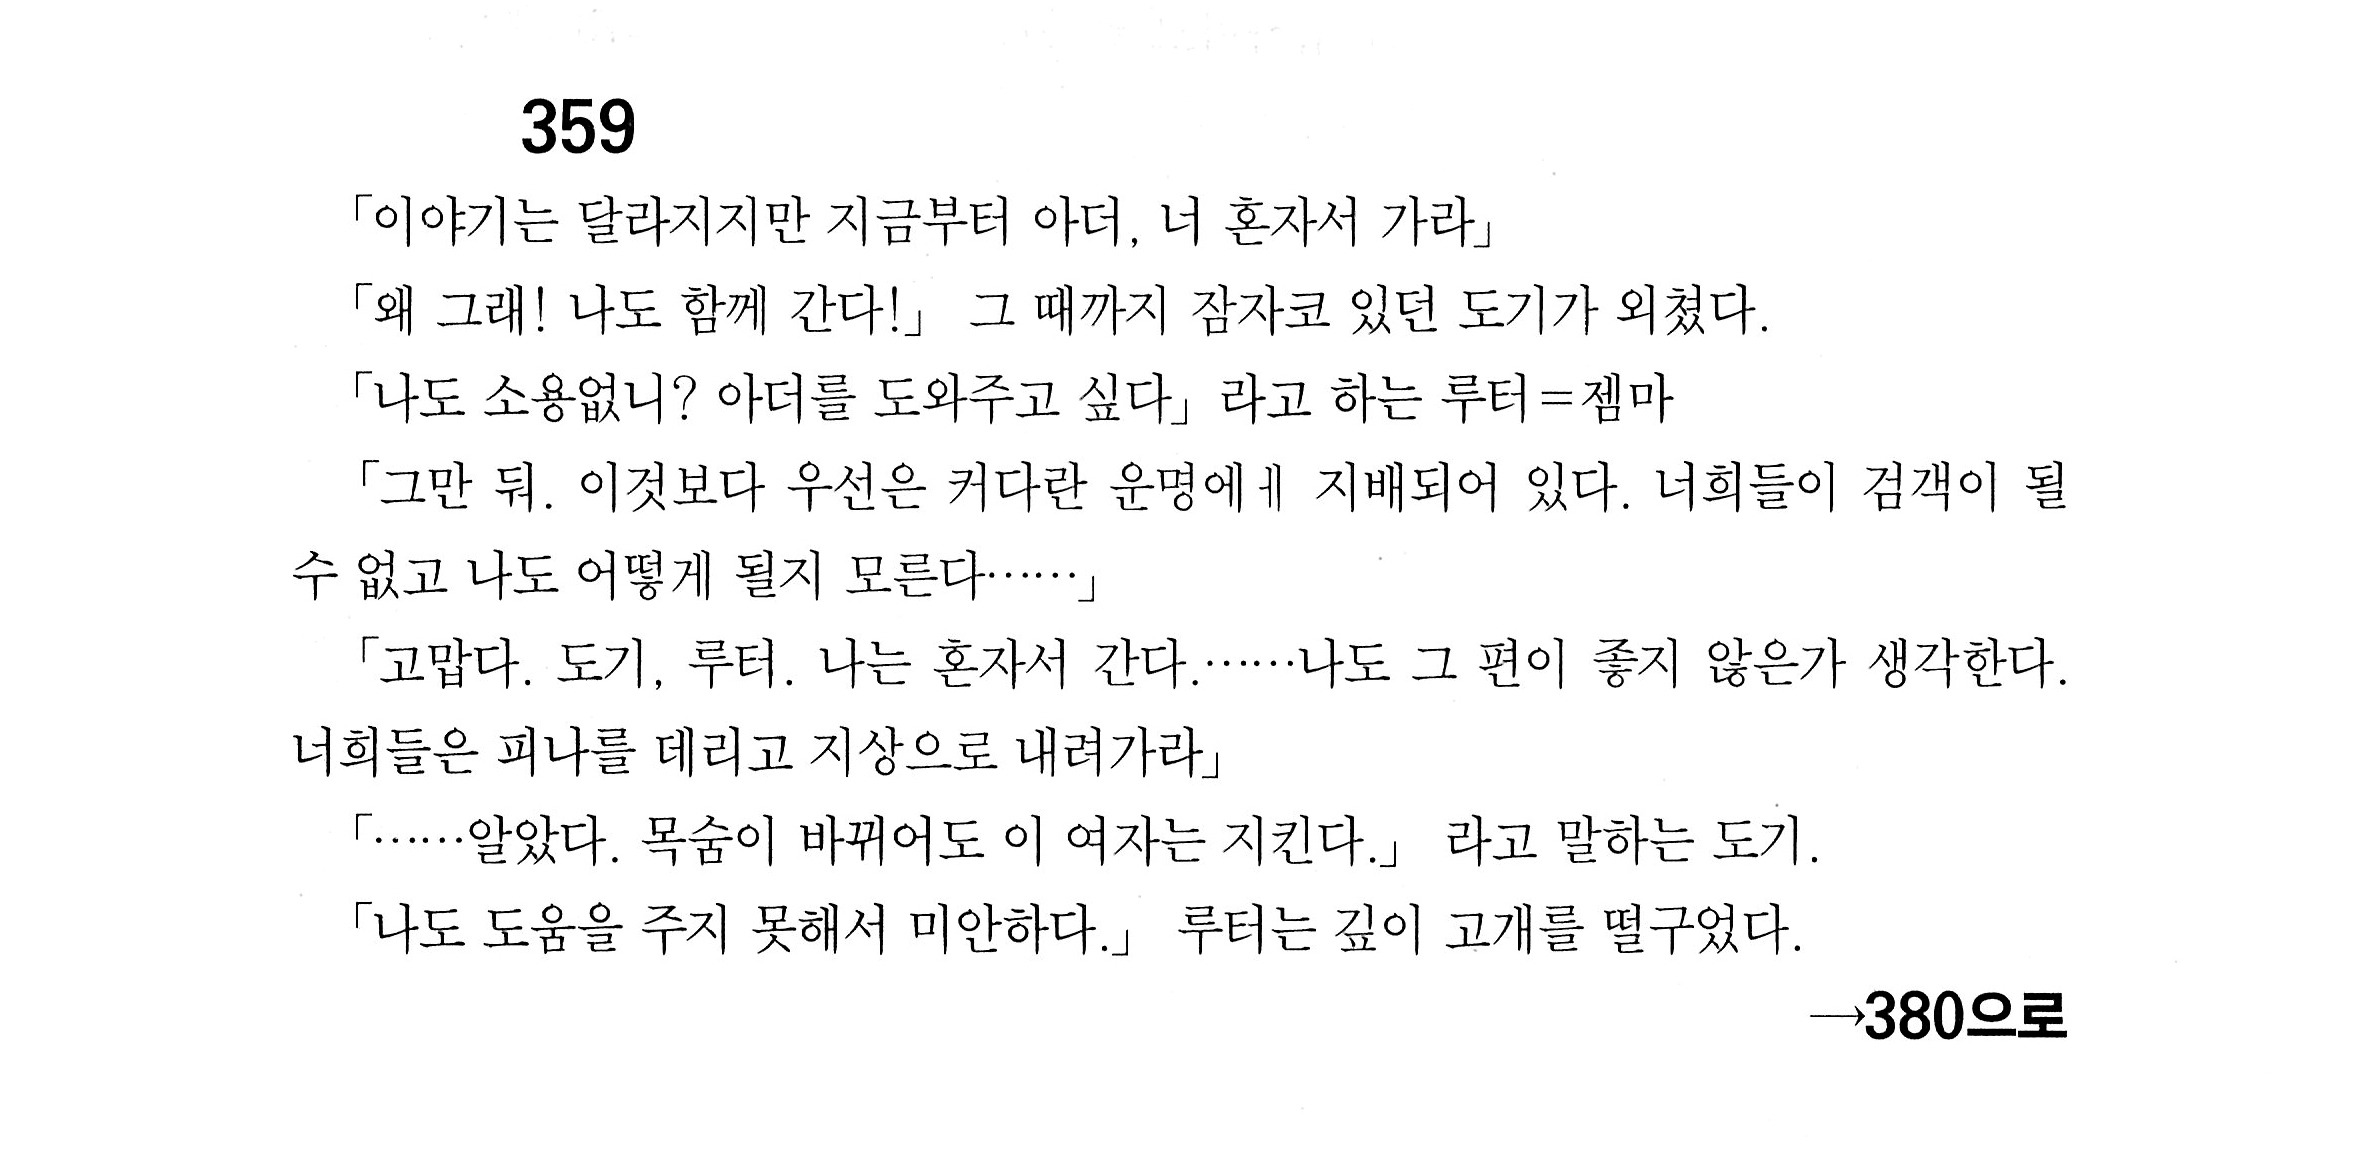 359
「이야기는 달라지지만 지금부터 아더, 너 혼자서 가라」
「왜 그래! 나도 함께 간다!」 그 때까지 잠자코 있던 도기가 외쳤다.
「나도 소용없니? 아더를 도와주고 싶다」라고 하는 루터=젬마
「그만 둬. 이것보다 우선은 커다란 운명에ㅔ 지배되어 있다. 너희들이 검객이 될
수 없고 나도 어떻게 될지 모른다……」
「고맙다. 도기, 루터. 나는 혼자서 간다.……나도 그 편이 좋지 않은가 생각한다.
너희들은 피나를 데리고 지상으로 내려가라」
「……알았다. 목숨이 바뀌어도 이 여자는 지킨다.」 라고 말하는 도기.
「나도 도움을 주지 못해서 미안하다.」 루터는 깊이 고개를 떨구었다.
→380으로